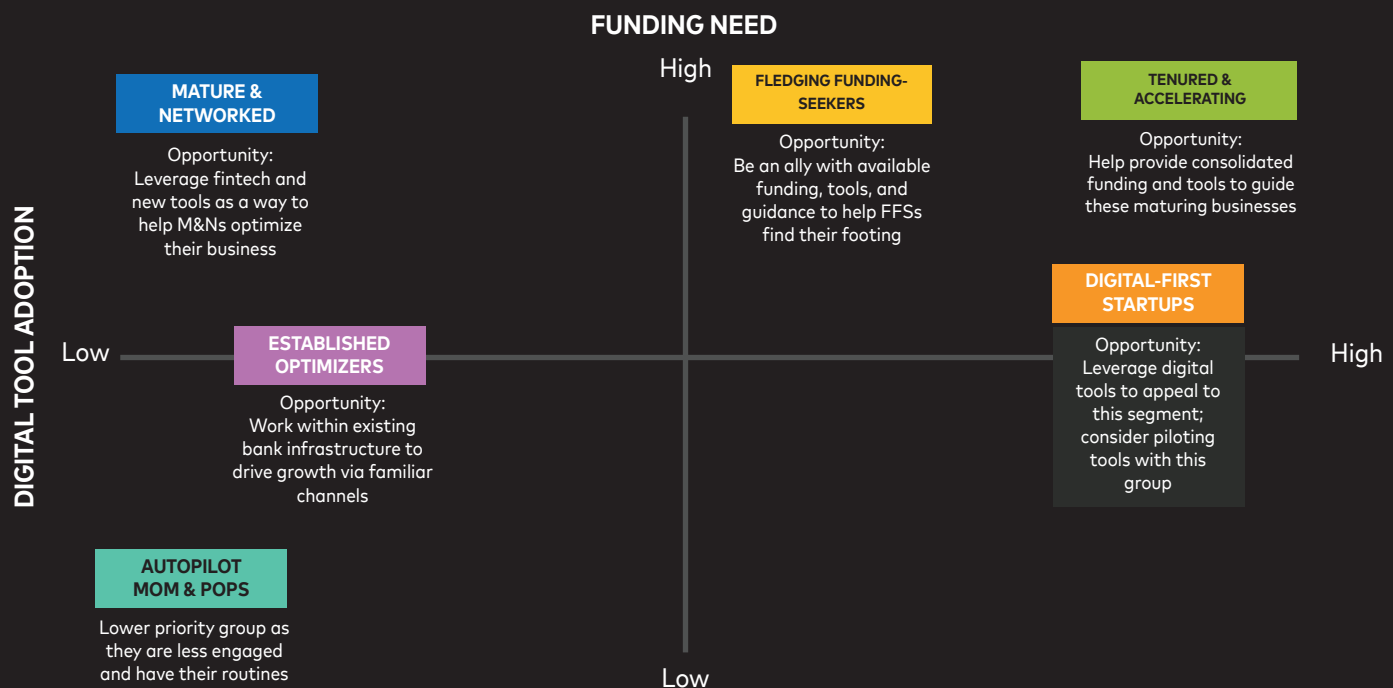 FUNDING NEED
High
MATURE &
NETWORKED
Opportunity:
Leverage fintech and
new tools as a way to
help M&Ns optimize
their business
FLEDGING FUNDING-
SEEKERS
Opportunity:
Be an ally with available
funding, tools, and
guidance to help FFSs
find their footing
TENURED &
ACCELERATING
Opportunity:
Help provide consolidated
funding and tools to guide
these maturing businesses
DIGITAL TOOL ADOPTION
Low
ESTABLISHED
OPTIMIZERS
Opportunity:
Work within existing
bank infrastructure to
drive growth via familiar
channels
DIGITAL-FIRST
STARTUPS
Opportunity:
Leverage digital
tools to appeal to
this segment;
consider piloting
tools with this
group
High
AUTOPILOT
MOM & POPS
Lower priority group as
they are less engaged
and have their routines
Low